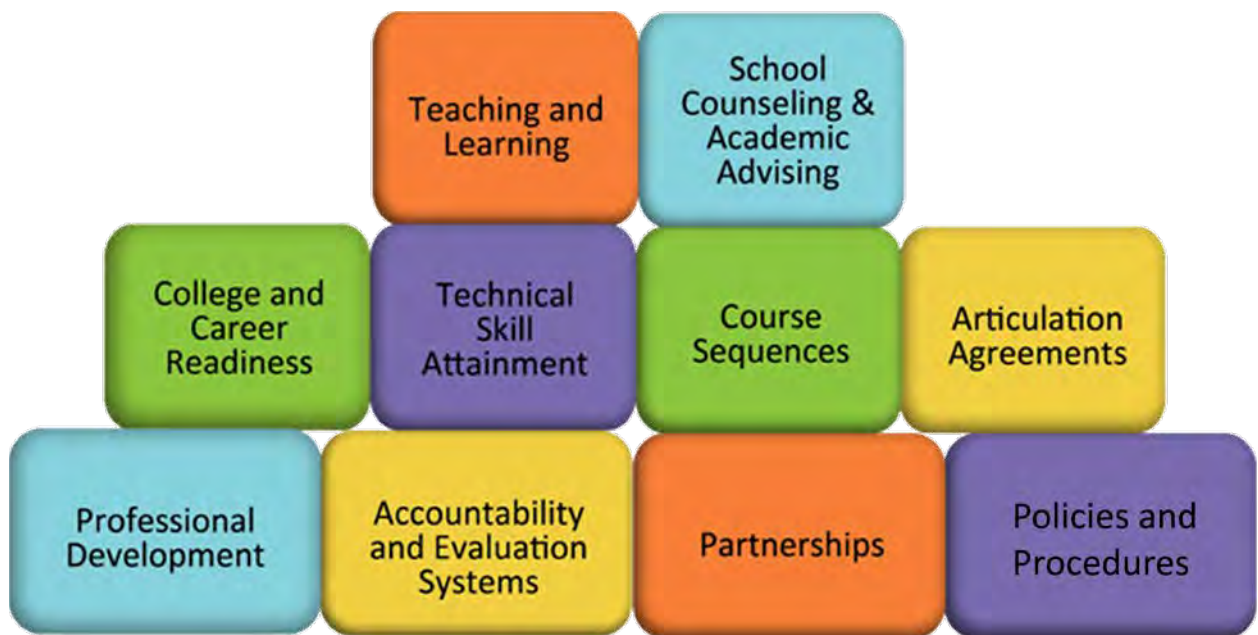 Teaching and
Learning
School
Counseling &
Academic
Advising
College and
Career
Readiness
Technical
Skill
Attainment
Course
Sequences
Articulation
Agreements
Professional
Development
Accountability
and Evaluation
Systems
Partnerships
Policies and
Procedures